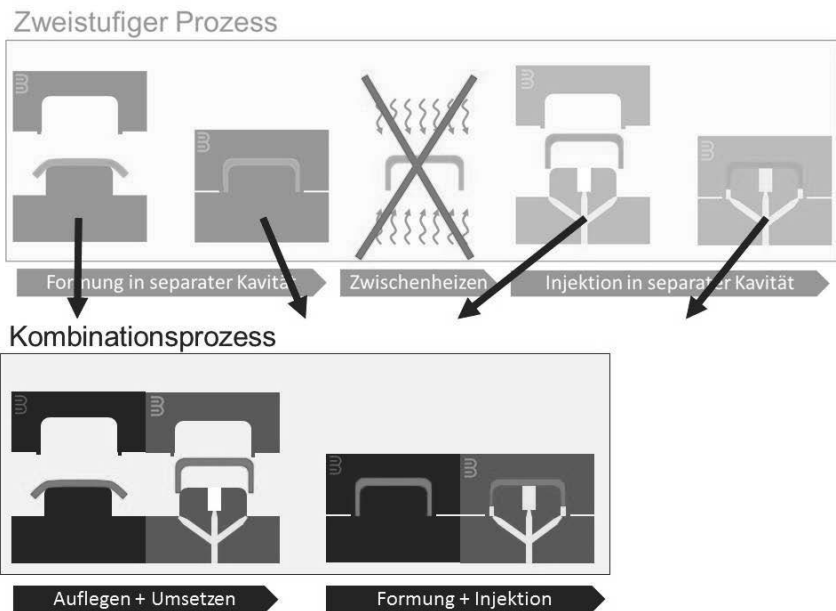 Zweistufiger Prozess
Formung in separater Kavität
Zwischenheizen
Injektion in separater Kavität
Kombinationsprozess
Auflegen + Umsetzen
Formung + Injektion